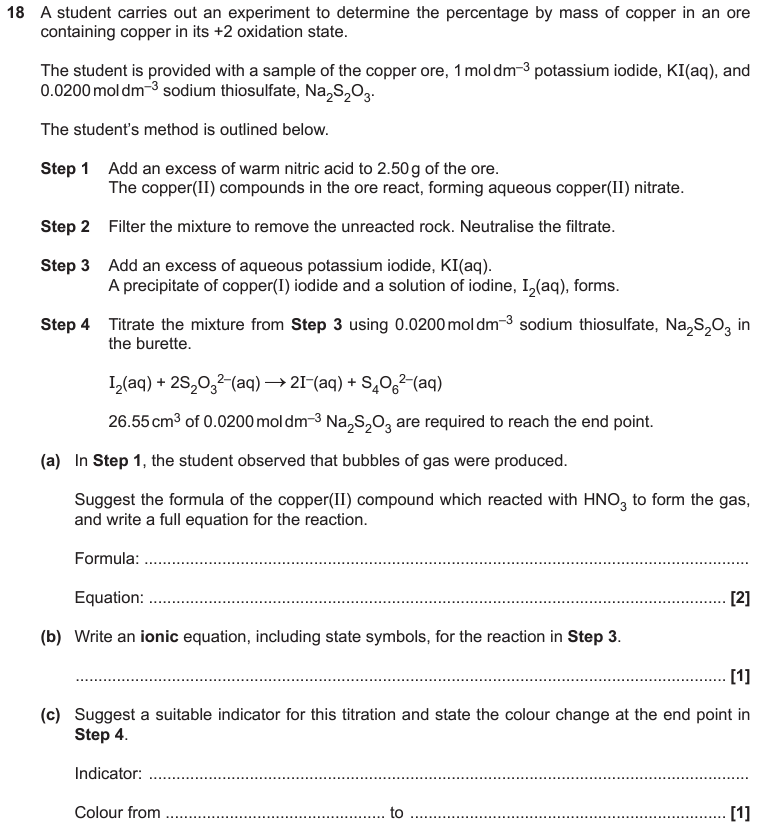 18 A student carries out an experiment to determine the percentage by mass of copper in an ore
containing copper in its +2 oxidation state.
The student is provided with a sample of the copper ore, 1 mol dm⁻³ potassium iodide, KI(aq), and
0.0200 mol dm⁻³ sodium thiosulfate, Na₂S₂O₃.
The student's method is outlined below.
Step 1 Add an excess of warm nitric acid to 2.50 g of the ore.
The copper(II) compounds in the ore react, forming aqueous copper(II) nitrate.
Step 2 Filter the mixture to remove the unreacted rock. Neutralise the filtrate.
Step 3 Add an excess of aqueous potassium iodide, KI(aq).
A precipitate of copper(I) iodide and a solution of iodine, I₂(aq), forms.
Step 4 Titrate the mixture from Step 3 using 0.0200 mol dm⁻³ sodium thiosulfate, Na₂S₂O₃ in
the burette.
I₂(aq) + 2S₂O₃²⁻(aq) → 2I⁻(aq) + S₄O₆²⁻(aq)
26.55 cm³ of 0.0200 mol dm⁻³ Na₂S₂O₃ are required to reach the end point.
(a) In Step 1, the student observed that bubbles of gas were produced.
Suggest the formula of the copper(II) compound which reacted with HNO₃ to form the gas,
and write a full equation for the reaction.
Formula: ....................................................................................................
Equation: .................................................................................................... [2]
(b) Write an ionic equation, including state symbols, for the reaction in Step 3.
.................................................................................................... [1]
(c) Suggest a suitable indicator for this titration and state the colour change at the end point in
Step 4.
Indicator: ....................................................................................................
Colour from .................................................. to .................................................. [1]